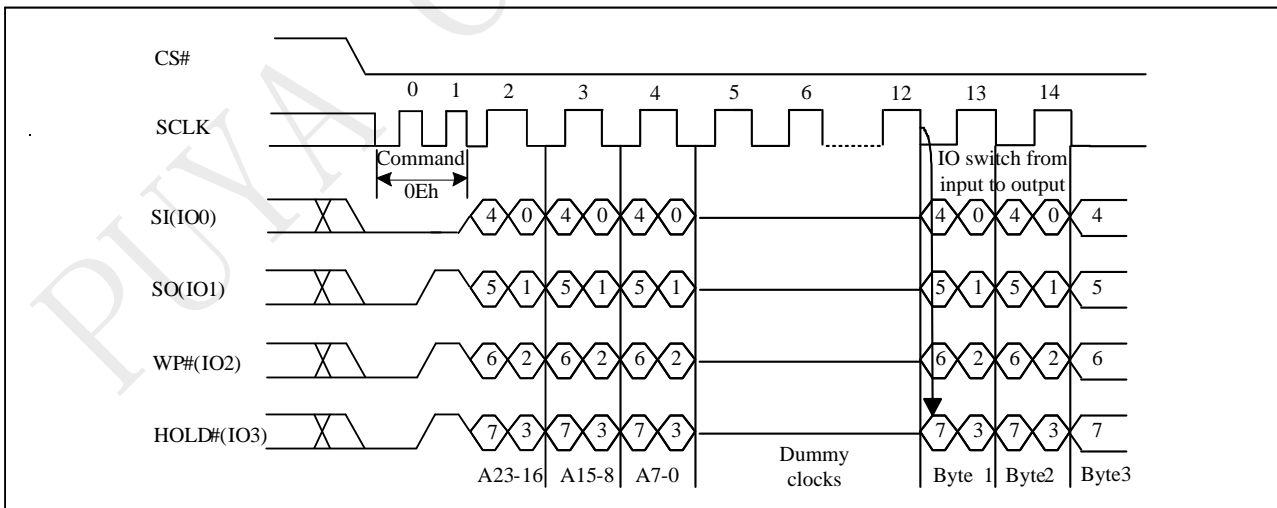 CS#
0 1 2 3 4 5 6 12 13 14
SCLK
Command
0Eh
IO switch from
input to output
SI(IO0) 4 0 4 0 4 0 4 0 4 0 4
SO(IO1) 5 1 5 1 5 1 5 1 5 1 5
WP#(IO2) 6 2 6 2 6 2 6 2 6 2 6
HOLD#(IO3) 7 3 7 3 7 3 7 3 7 3 7
A23-16 A15-8 A7-0
Dummy
clocks
Byte 1 Byte2 Byte3
PUYA